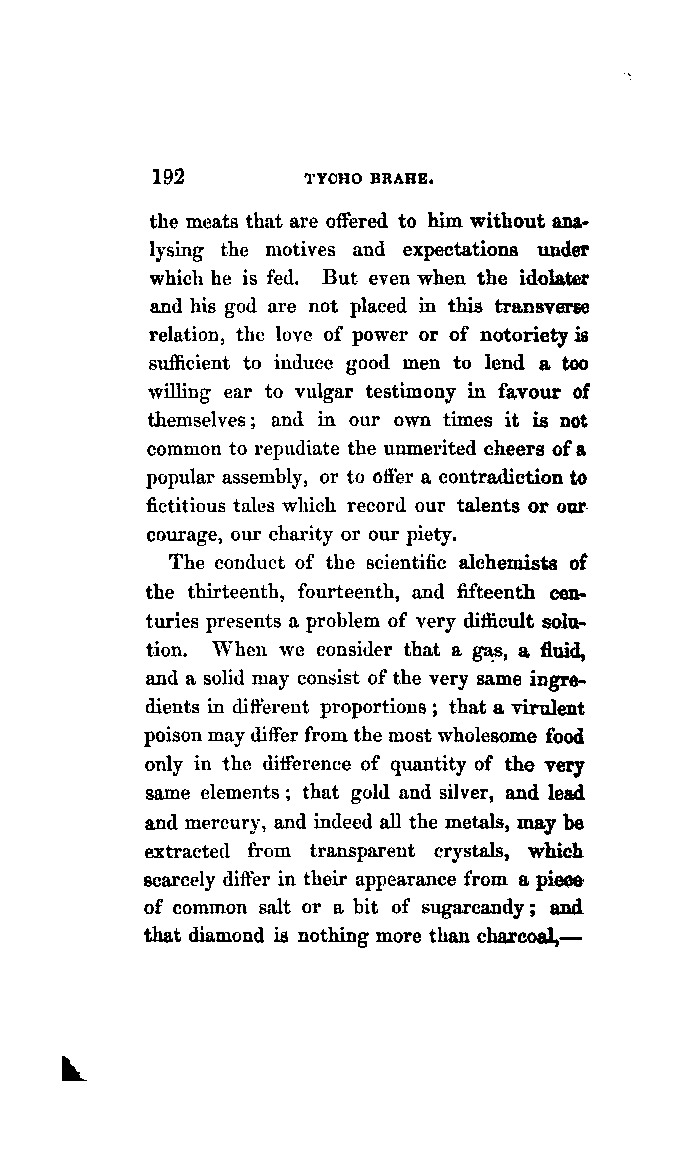 192 TYCHO BRAHE.
the meats that are offered to him without ana-
lysing the motives and expectations under
which he is fed. But even when the idolater
and his god are not placed in this transverse
relation, the love of power or of notoriety is
sufficient to induce good men to lend a too
willing ear to vulgar testimony in favour of
themselves; and in our own times it is not
common to repudiate the unmerited cheers of a
popular assembly, or to offer a contradiction to
fictitious tales which record our talents or our
courage, our charity or our piety.
The conduct of the scientific alchemists of
the thirteenth, fourteenth, and fifteenth cen-
turies presents a problem of very difficult solu-
tion. When we consider that a gas, a fluid,
and a solid may consist of the very same ingre-
dients in different proportions; that a virulent
poison may differ from the most wholesome food
only in the difference of quantity of the very
same elements; that gold and silver, and lead
and mercury, and indeed all the metals, may be
extracted from transparent crystals, which
scarcely differ in their appearance from a piece
of common salt or a bit of sugarcandy; and
that diamond is nothing more than charcoal,—